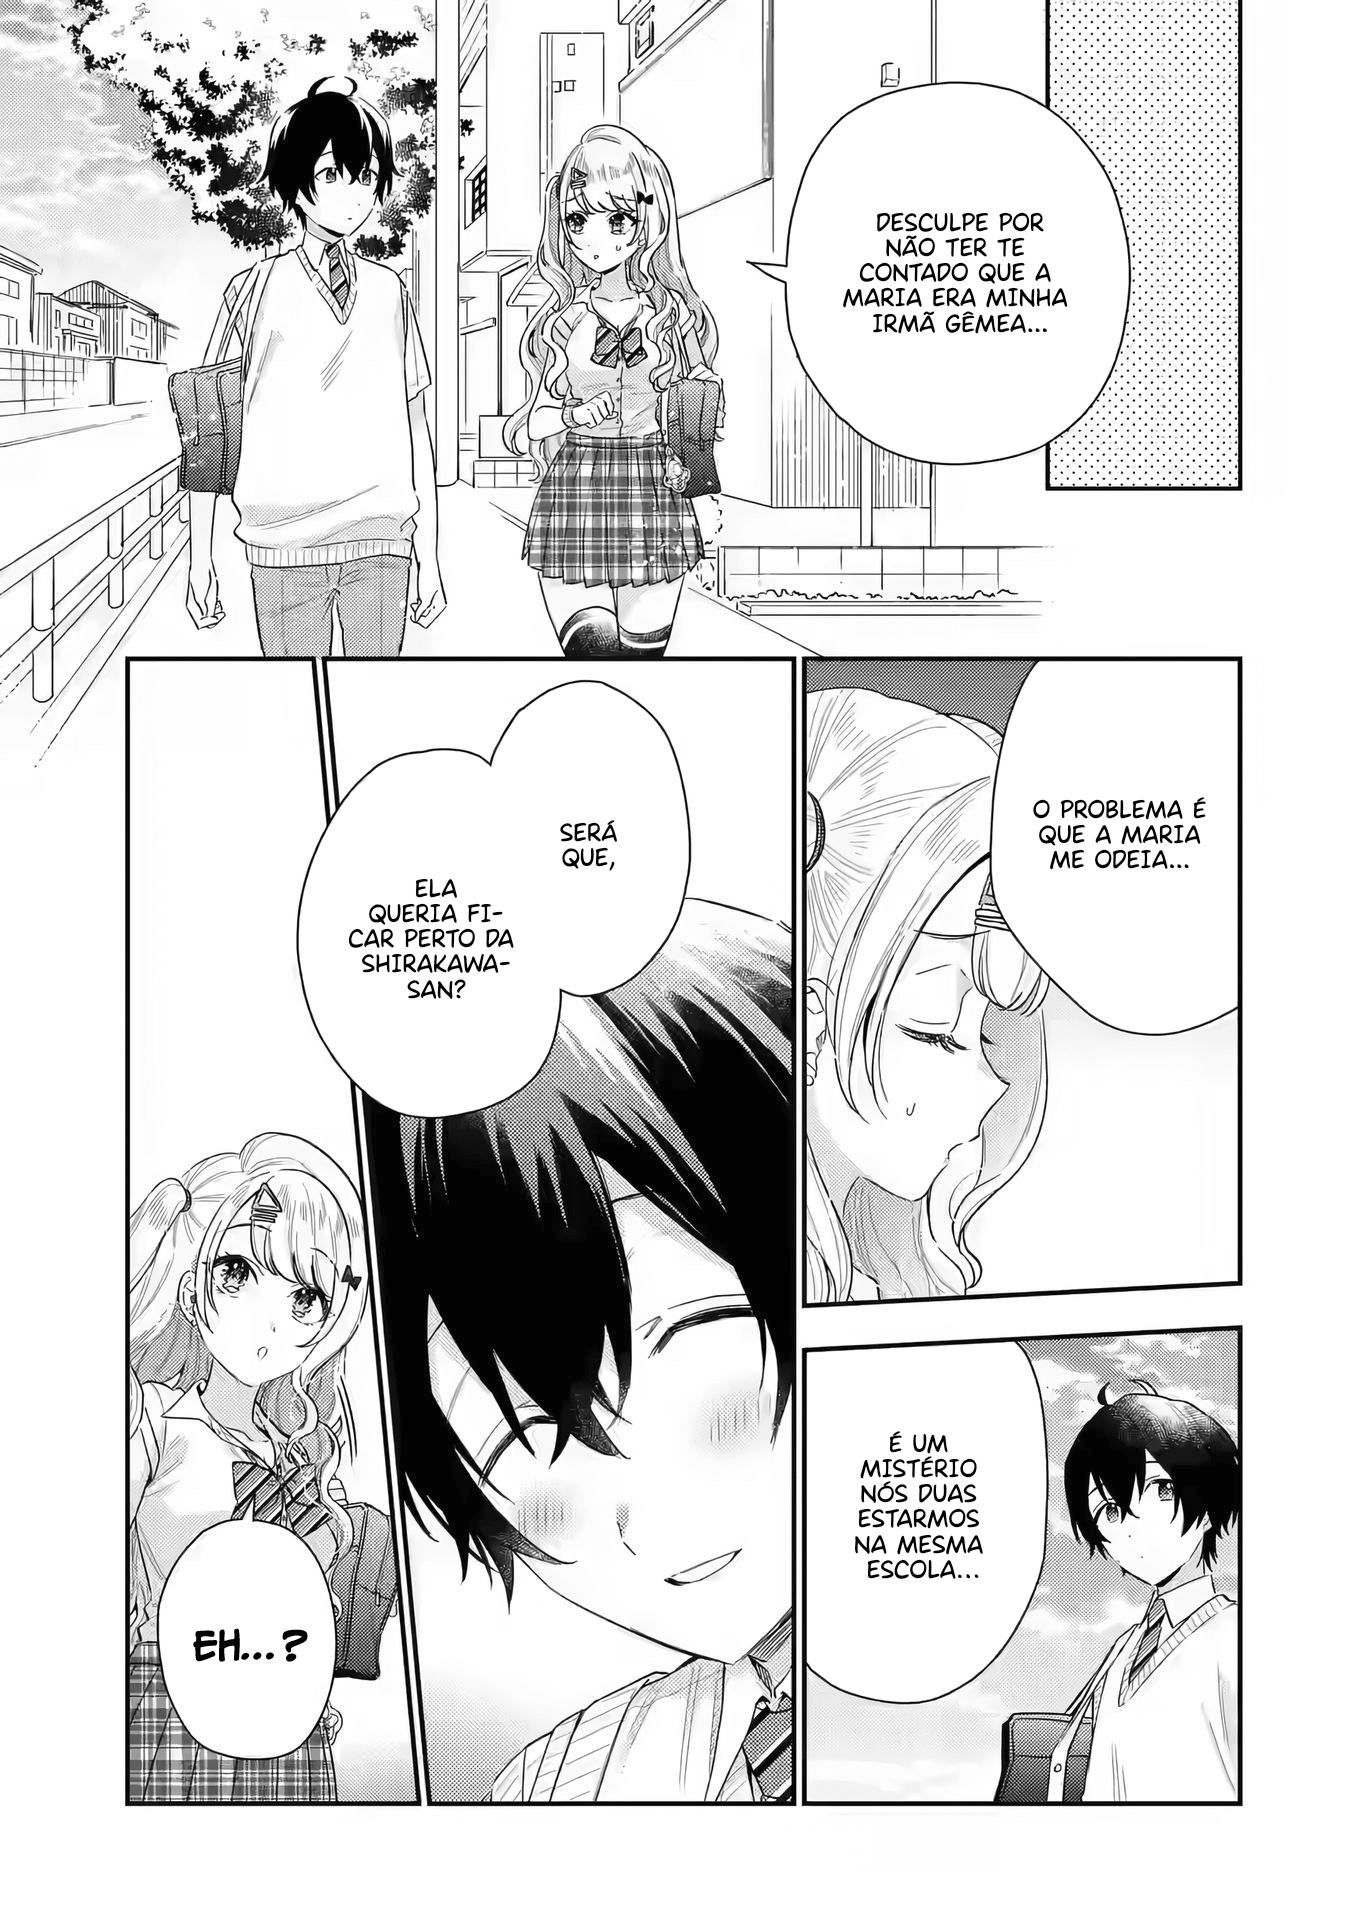 DESCULPE POR
NÃO TER TE
CONTADO QUE A
MARIA ERA MINHA
IRMÃ GÊMEA...
O PROBLEMA É
QUE A MARIA
ME ODEIA...
É UM
MISTÉRIO
NÓS DUAS
ESTARMOS
NA MESMA
ESCOLA...
SERÁ
QUE,
ELA
QUERIA FI-
CAR PERTO DA
SHIRAKAWA-
SAN?
EH...?